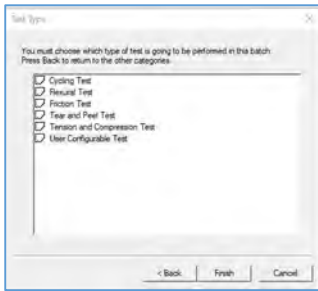 Test Type
You must choose which type of test is going to be performed in this batch
Press Back to return to the other categories.
Cycling Test
Flexural Test
Friction Test
Tear and Peel Test
Tension and Compression Test
User Configurable Test
< Back
Finish
Cancel